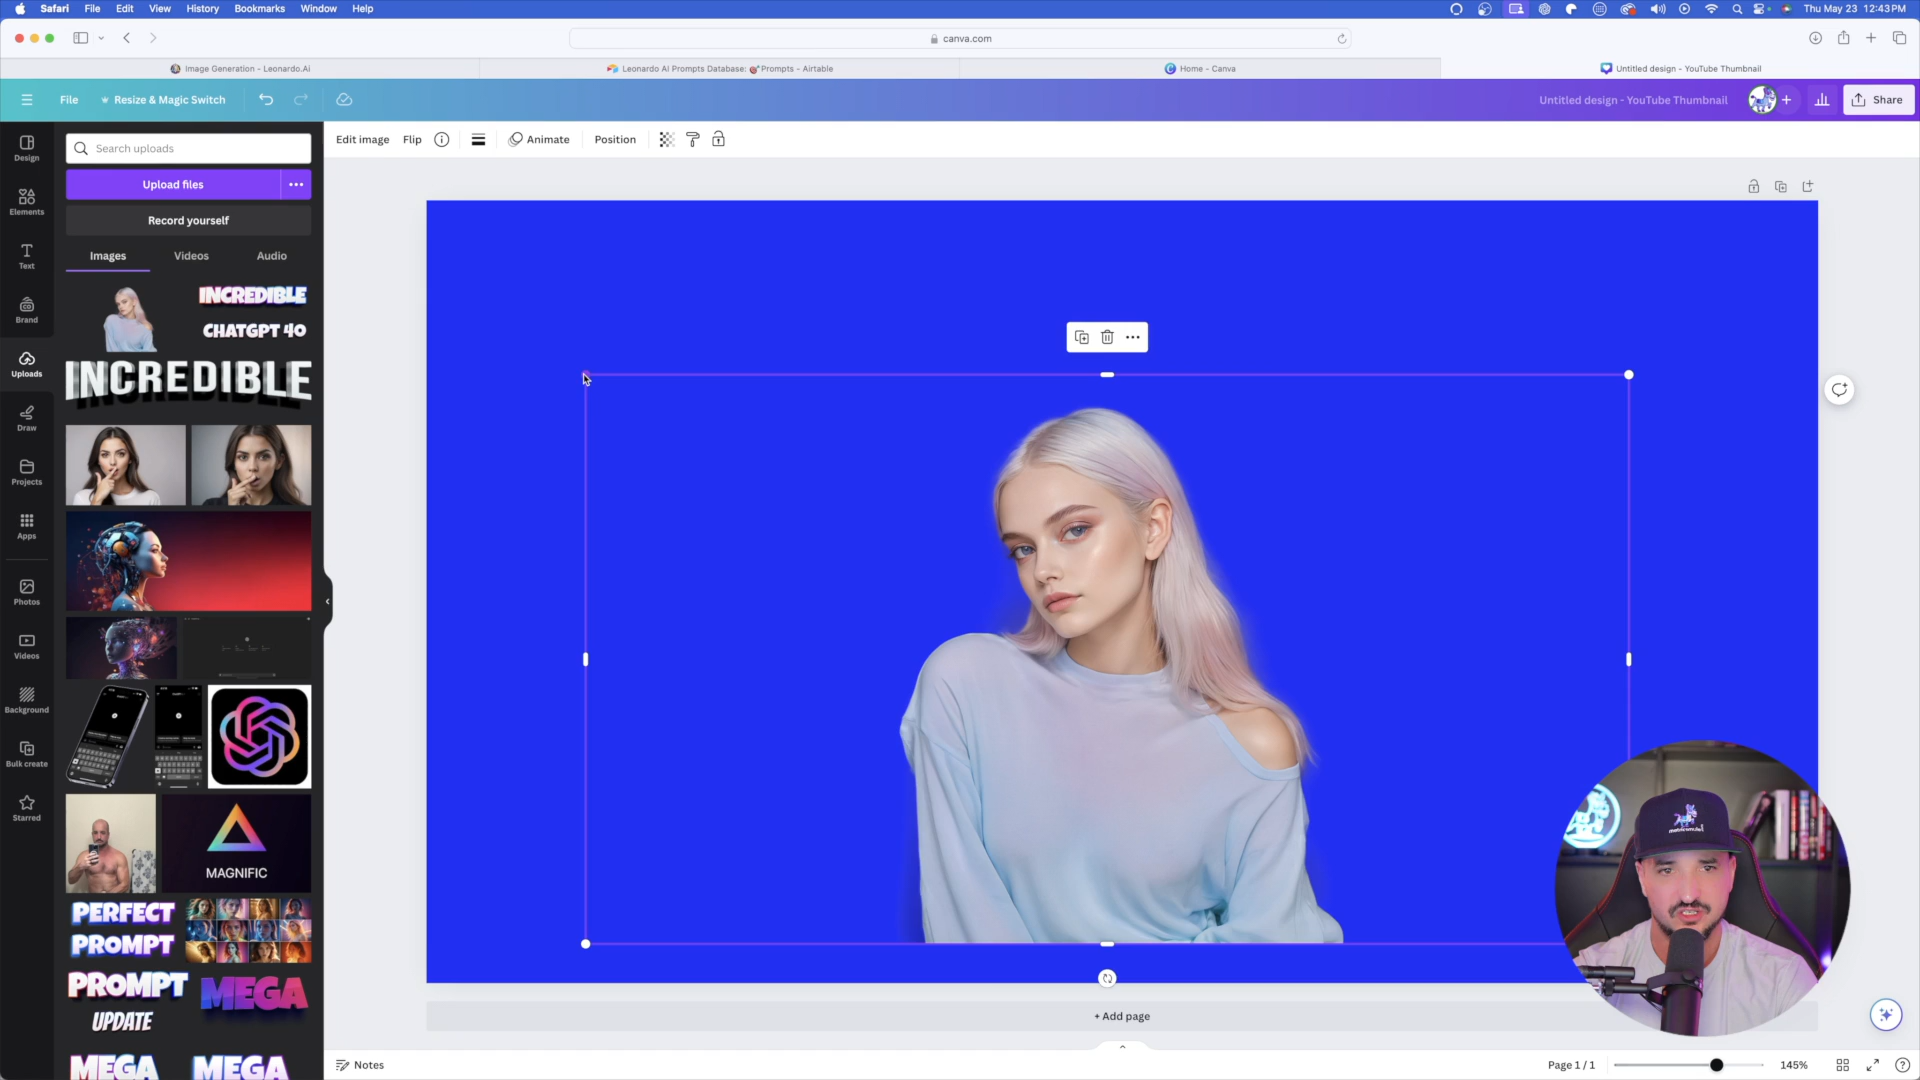 Safari File Edit View History Bookmarks Window Help
Thu May 23 12:43 PM
canva.com
Image Generation - Leonardo.Ai
Leonardo AI Prompts Database: Prompts - Airtable
Home - Canva
Untitled design - YouTube Thumbnail
File
Resize & Magic Switch
Untitled design - YouTube Thumbnail
Share
Design
Elements
Text
Brand
Uploads
Draw
Projects
Apps
Photos
Videos
Background
Bulk create
Starred
Search uploads
Upload files
Record yourself
Images Videos Audio
INCREDIBLE
CHATGPT 4O
INCREDIBLE
MAGNIFIC
PERFECT
PROMPT
PROMPT
UPDATE
MEGA
MEGA
MEGA
Edit image Flip
Animate
Position
+ Add page
Notes
Page 1 / 1
145%